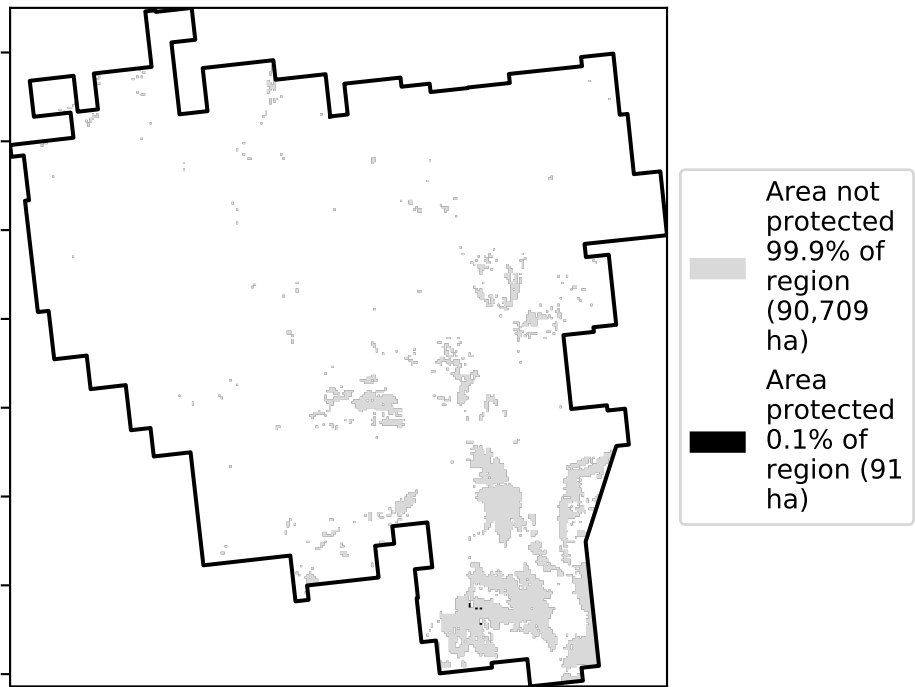 Area not
protected
99.9% of
region
(90,709
ha)
Area
protected
0.1% of
region (91
ha)